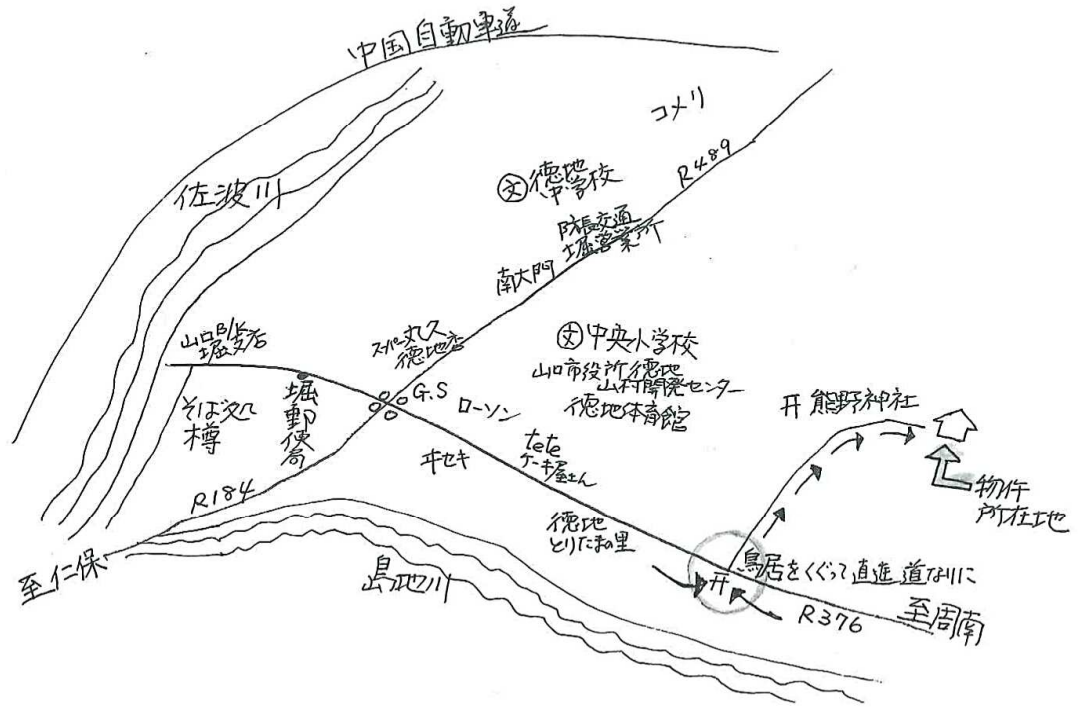 中国自動車道
コメリ
佐波川
文 徳地
中学校
R489
防長交通
堀営業所
南大門
山口B/K
堀支店
スーパー丸久
徳地店
文 中央小学校
山口市役所徳地
山村開発センター
徳地体育館
G.S
ローソン
そば処
樽
堀郵便局
ヰセキ
tete
ケーキ屋さん
熊野神社
物件
所在地
R184
徳地
とりたまの里
至仁保
島地川
鳥居をくぐって直進 道なりに
R376
至周南